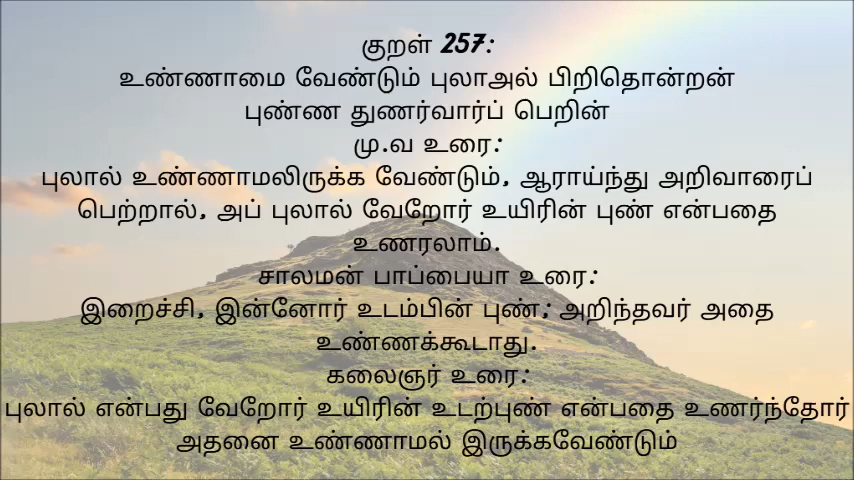 குறள் 257:
உண்ணாமை வேண்டும் புலாஅல் பிறிதொன்றன்
புண்ண துணர்வார்ப் பெறின்
மு.வ உரை:
புலால் உண்ணாமலிருக்க வேண்டும், ஆராய்ந்து அறிவாரைப்
பெற்றால், அப் புலால் வேறோர் உயிரின் புண் என்பதை
உணரலாம்.
சாலமன் பாப்பையா உரை:
இறைச்சி, இன்னோர் உடம்பின் புண்; அறிந்தவர் அதை
உண்ணக்கூடாது.
கலைஞர் உரை:
புலால் என்பது வேறோர் உயிரின் உடற்புண் என்பதை உணர்ந்தோர்
அதனை உண்ணாமல் இருக்கவேண்டும்